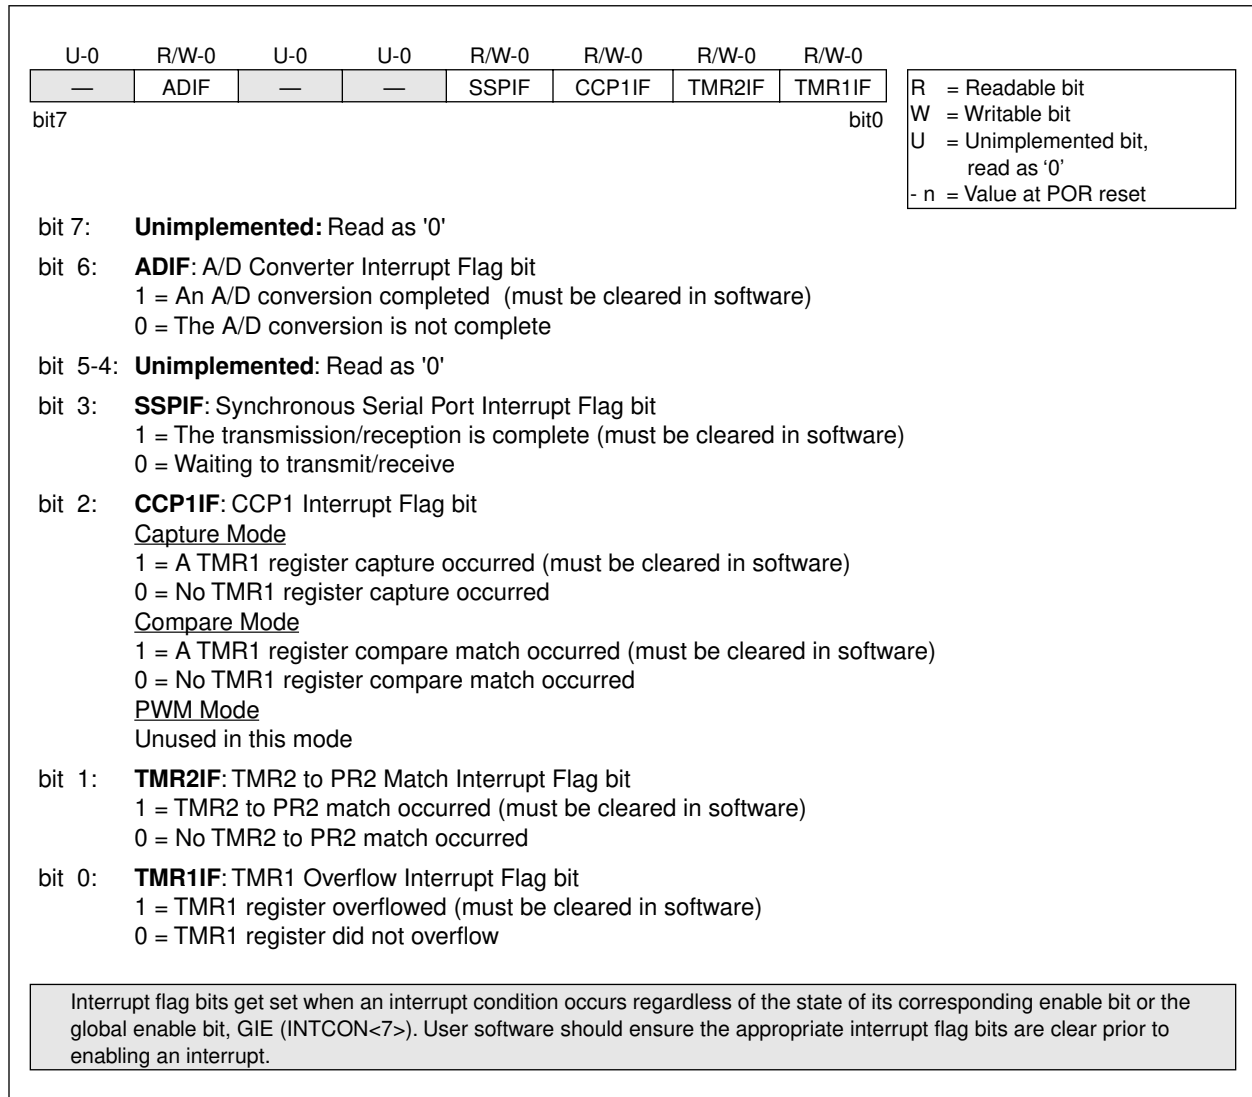 U-0 R/W-0 U-0 U-0 R/W-0 R/W-0 R/W-0 R/W-0
— ADIF — — SSPIF CCP1IF TMR2IF TMR1IF
bit7 bit0
R = Readable bit
W = Writable bit
U = Unimplemented bit,
read as ‘0’
- n = Value at POR reset
bit 7: Unimplemented: Read as '0'
bit 6: ADIF: A/D Converter Interrupt Flag bit
1 = An A/D conversion completed (must be cleared in software)
0 = The A/D conversion is not complete
bit 5-4: Unimplemented: Read as '0'
bit 3: SSPIF: Synchronous Serial Port Interrupt Flag bit
1 = The transmission/reception is complete (must be cleared in software)
0 = Waiting to transmit/receive
bit 2: CCP1IF: CCP1 Interrupt Flag bit
Capture Mode
1 = A TMR1 register capture occurred (must be cleared in software)
0 = No TMR1 register capture occurred
Compare Mode
1 = A TMR1 register compare match occurred (must be cleared in software)
0 = No TMR1 register compare match occurred
PWM Mode
Unused in this mode
bit 1: TMR2IF: TMR2 to PR2 Match Interrupt Flag bit
1 = TMR2 to PR2 match occurred (must be cleared in software)
0 = No TMR2 to PR2 match occurred
bit 0: TMR1IF: TMR1 Overflow Interrupt Flag bit
1 = TMR1 register overflowed (must be cleared in software)
0 = TMR1 register did not overflow
Interrupt flag bits get set when an interrupt condition occurs regardless of the state of its corresponding enable bit or the
global enable bit, GIE (INTCON<7>). User software should ensure the appropriate interrupt flag bits are clear prior to
enabling an interrupt.